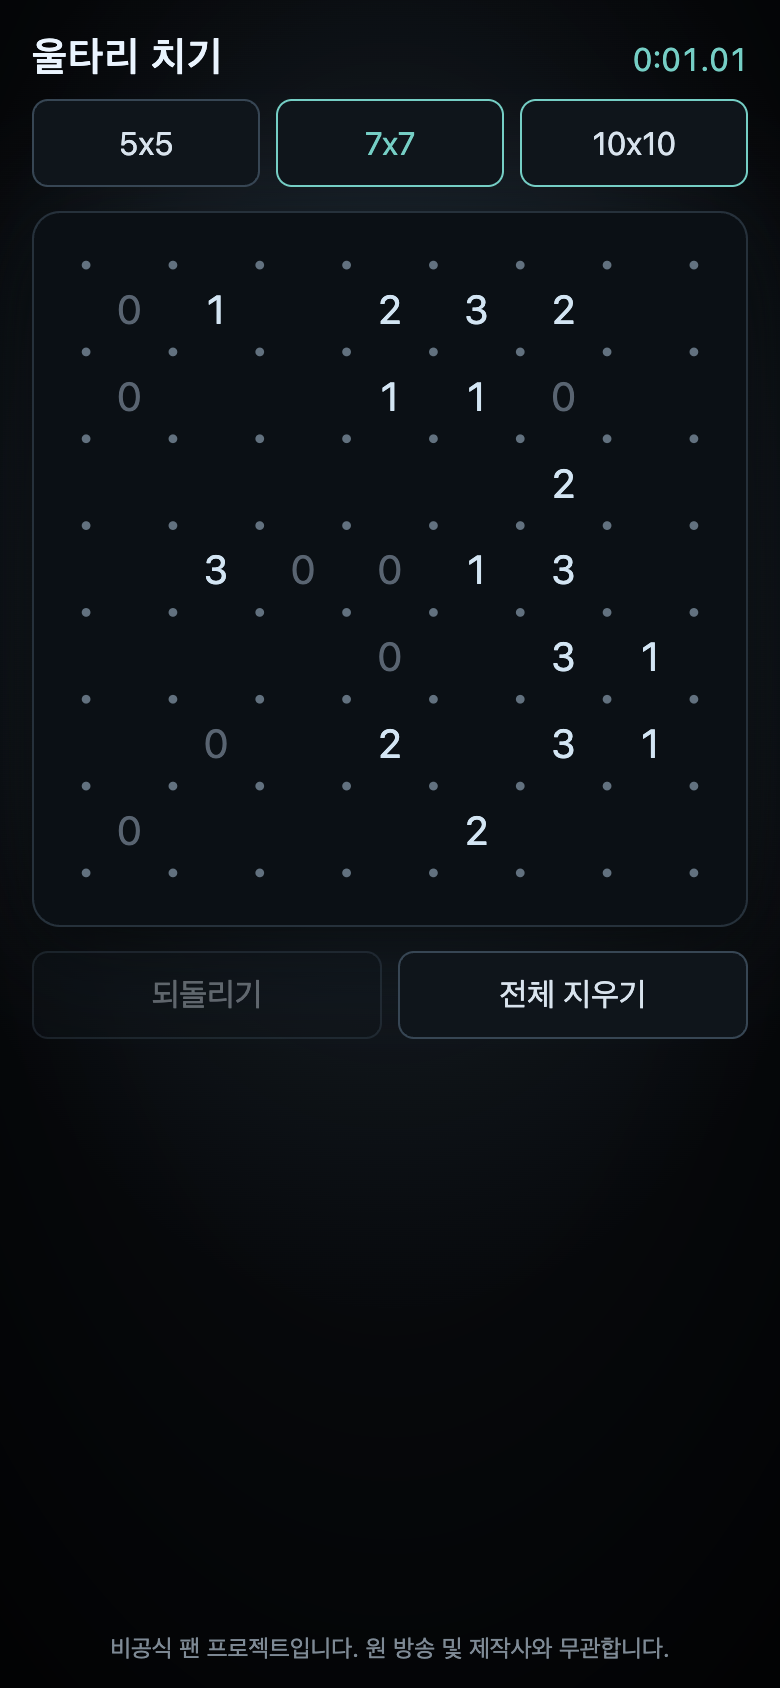 울타리 치기 0:01.01
5x5 7x7 10x10
0 1 2 3 2
0 1 1 0
2
3 0 0 1 3
0 3 1
0 2 3 1
0 2
되돌리기 전체 지우기
비공식 팬 프로젝트입니다. 원 방송 및 제작사와 무관합니다.